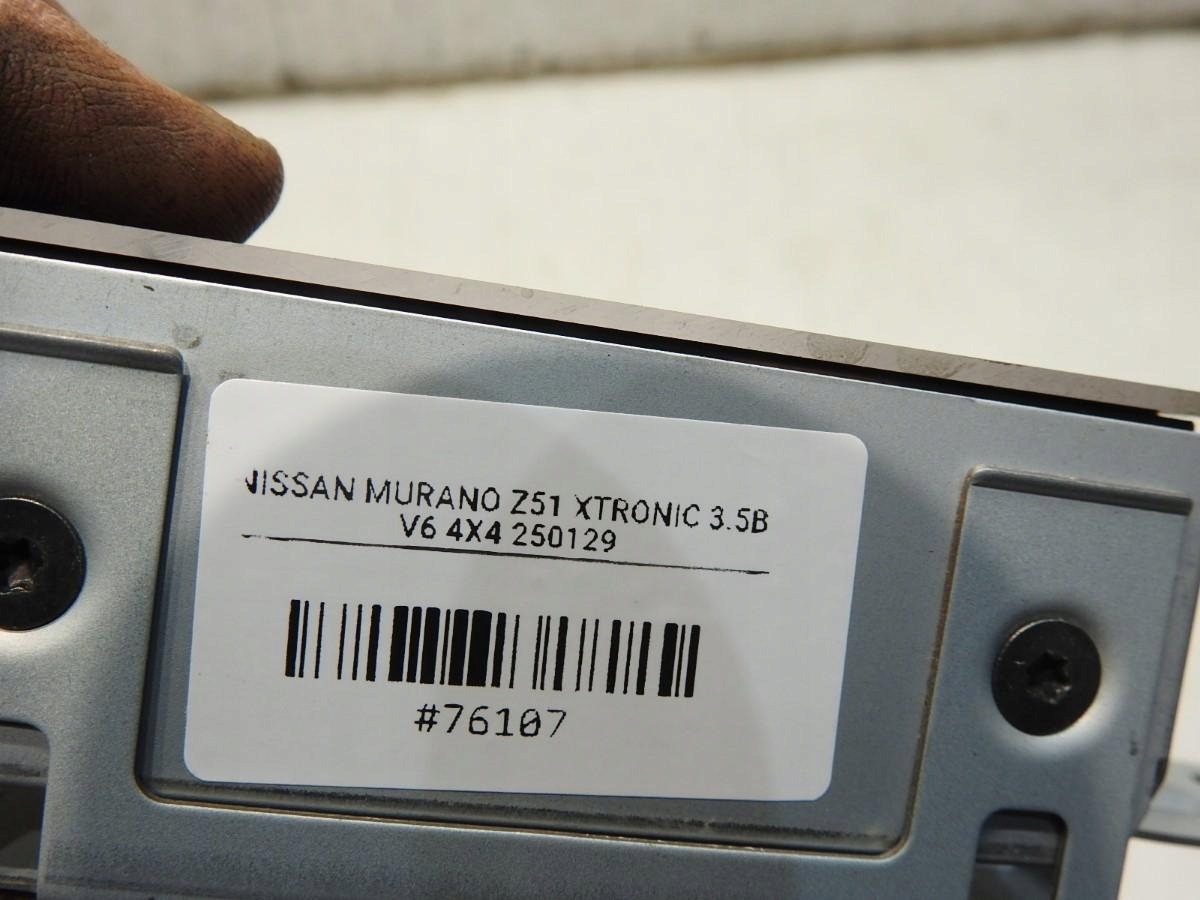 NISSAN MURANO Z51 XTRONIC 3.5B
V6 4X4 250129
#76107